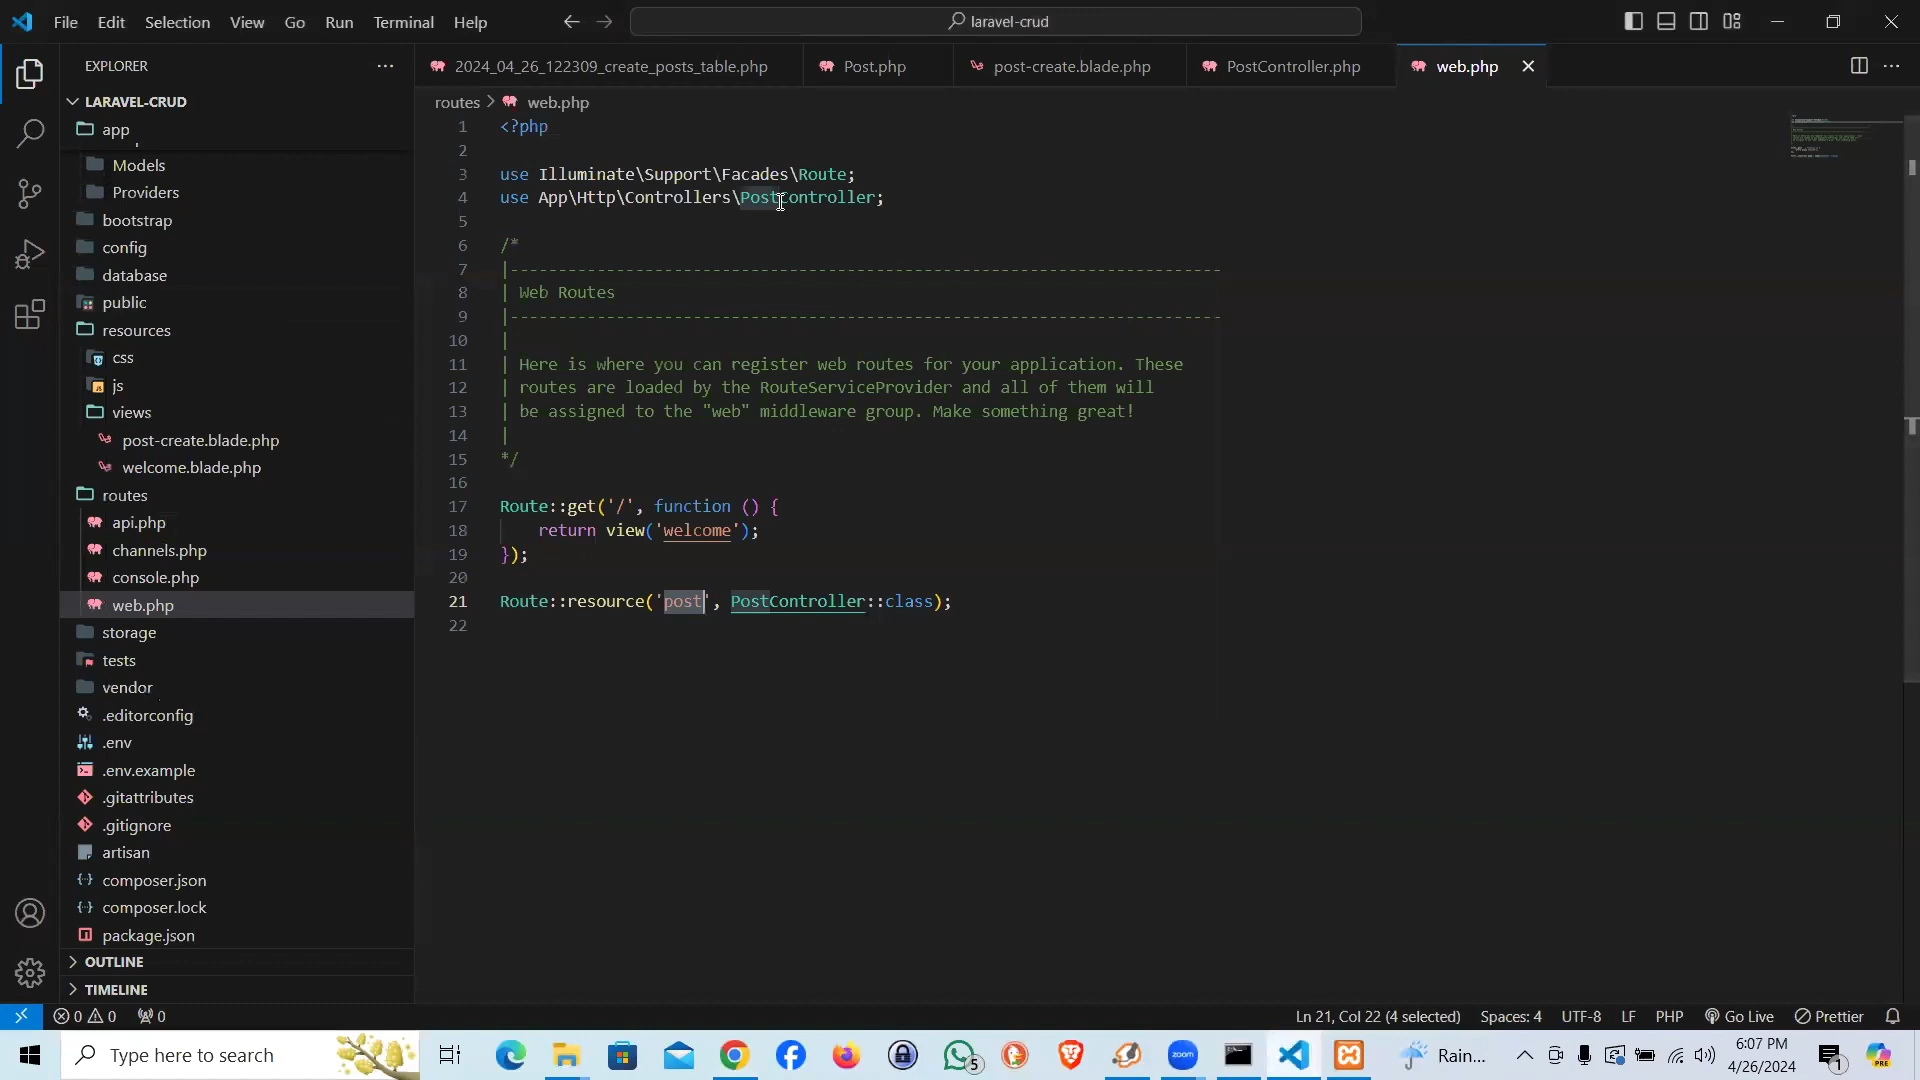 File Edit Selection View Go Run Terminal Help
laravel-crud
EXPLORER
LARAVEL-CRUD
app
Models
Providers
bootstrap
config
database
public
resources
css
js
views
post-create.blade.php
welcome.blade.php
routes
api.php
channels.php
console.php
web.php
storage
tests
vendor
.editorconfig
.env
.env.example
.gitattributes
.gitignore
artisan
composer.json
composer.lock
package.json
OUTLINE
TIMELINE
2024_04_26_122309_create_posts_table.php Post.php post-create.blade.php PostController.php web.php
routes > web.php
1 <?php
2
3 use Illuminate\Support\Facades\Route;
4 use App\Http\Controllers\PostController;
5
6 /*
7 |--------------------------------------------------------------------------
8 | Web Routes
9 |--------------------------------------------------------------------------
10 |
11 | Here is where you can register web routes for your application. These
12 | routes are loaded by the RouteServiceProvider and all of them will
13 | be assigned to the "web" middleware group. Make something great!
14 |
15 */
16
17 Route::get('/', function () {
18 return view('welcome');
19 });
20
21 Route::resource('post', PostController::class);
22
0 0 0
Ln 21, Col 22 (4 selected) Spaces: 4 UTF-8 LF PHP Go Live Prettier
Type here to search
zoom
5
Rain...
6:07 PM
4/26/2024
1
PRE